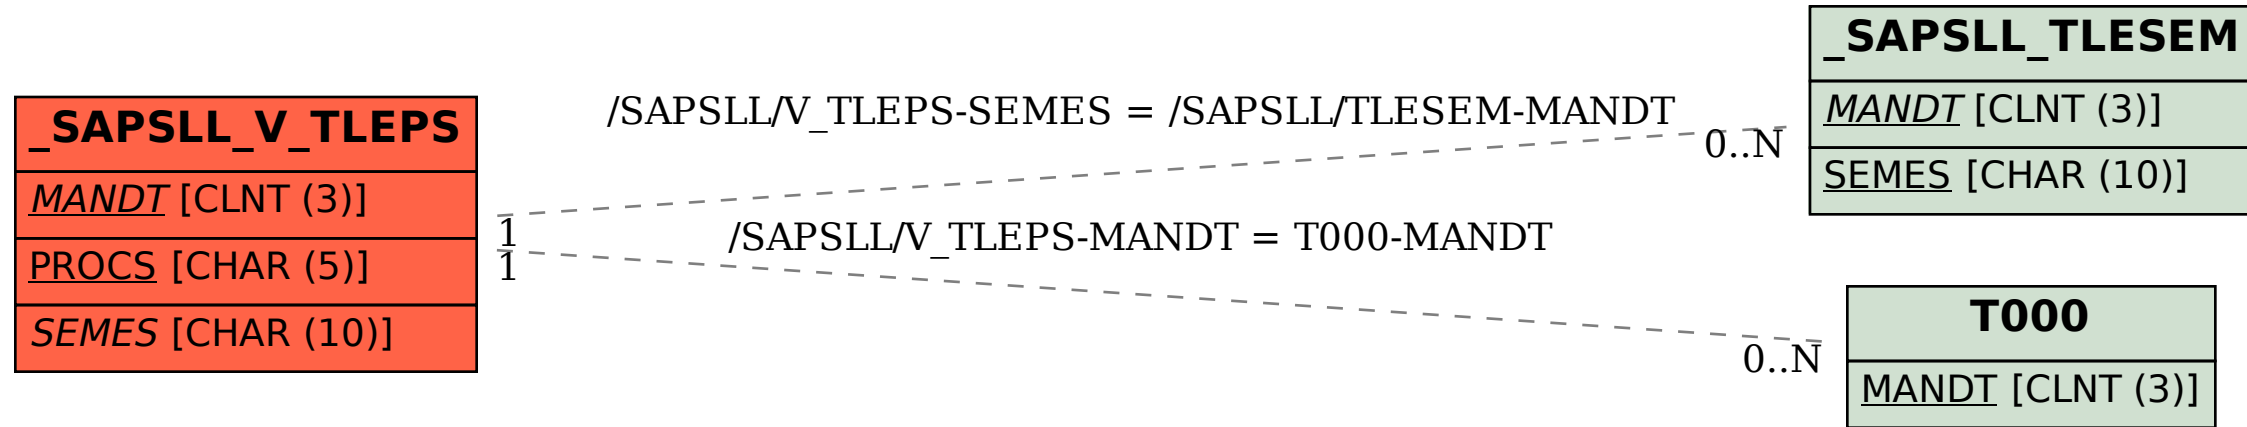 _SAPSLL_V_TLEPS
MANDT [CLNT (3)]
PROCS [CHAR (5)]
SEMES [CHAR (10)]
/SAPSLL/V_TLEPS-SEMES = /SAPSLL/TLESEM-MANDT
1
0..N
/SAPSLL/V_TLEPS-MANDT = T000-MANDT
1
0..N
_SAPSLL_TLESEM
MANDT [CLNT (3)]
SEMES [CHAR (10)]
T000
MANDT [CLNT (3)]